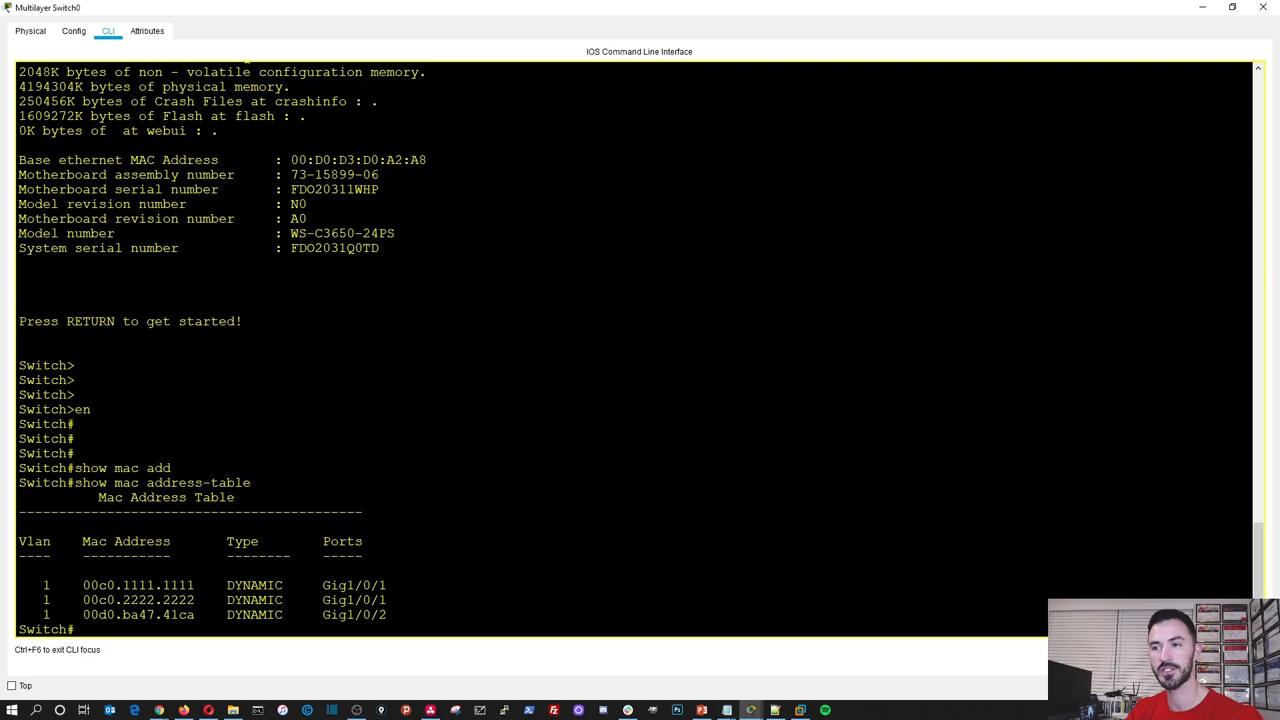 Multilayer Switch0
Physical Config CLI Attributes
IOS Command Line Interface
2048K bytes of non - volatile configuration memory.
4194304K bytes of physical memory.
250456K bytes of Crash Files at crashinfo : .
1609272K bytes of Flash at flash : .
0K bytes of  at webui : .
Base ethernet MAC Address : 00:D0:D3:D0:A2:A8
Motherboard assembly number : 73-15899-06
Motherboard serial number : FDO20311WHP
Model revision number : N0
Motherboard revision number : A0
Model number : WS-C3650-24PS
System serial number : FDO2031Q0TD
Press RETURN to get started!
Switch>
Switch>
Switch>
Switch>en
Switch#
Switch#
Switch#
Switch#show mac add
Switch#show mac address-table
Mac Address Table
-------------------------------------------
Vlan Mac Address Type Ports
---- ----------- -------- -----
1 00c0.1111.1111 DYNAMIC Gig1/0/1
1 00c0.2222.2222 DYNAMIC Gig1/0/1
1 00d0.ba47.41ca DYNAMIC Gig1/0/2
Switch#
Ctrl+F6 to exit CLI focus
Top